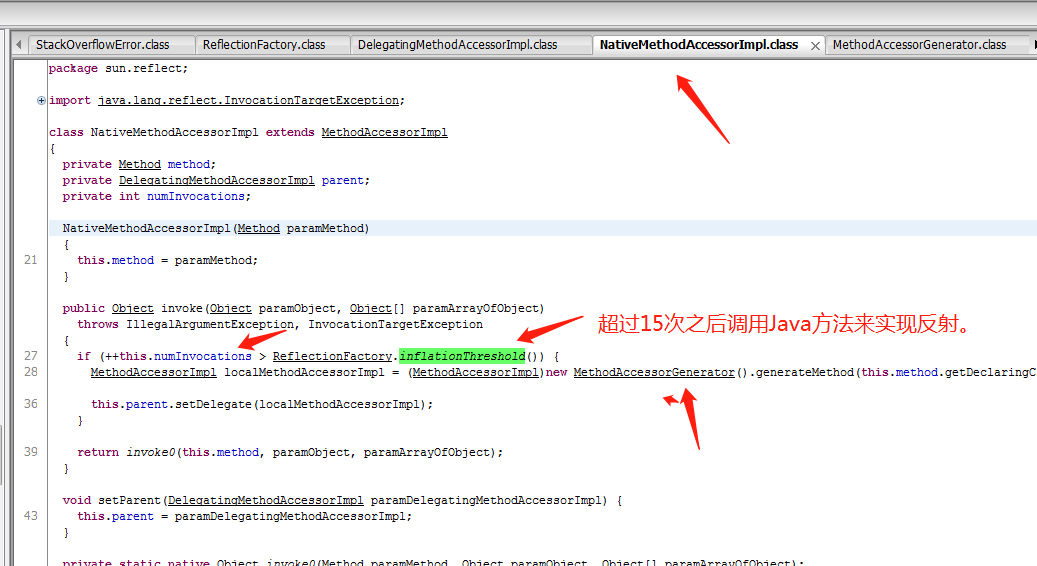 StackOverflowError.class ReflectionFactory.class DelegatingMethodAccessorImpl.class NativeMethodAccessorImpl.class MethodAccessorGenerator.class
package sun.reflect;
import java.lang.reflect.InvocationTargetException;
class NativeMethodAccessorImpl extends MethodAccessorImpl
{
private Method method;
private DelegatingMethodAccessorImpl parent;
private int numInvocations;
NativeMethodAccessorImpl(Method paramMethod)
{
21 this.method = paramMethod;
}
public Object invoke(Object paramObject, Object[] paramArrayOfObject)
throws IllegalArgumentException, InvocationTargetException
超过15次之后调用Java方法来实现反射。
{
27 if (++this.numInvocations > ReflectionFactory.inflationThreshold()) {
28 MethodAccessorImpl localMethodAccessorImpl = (MethodAccessorImpl)new MethodAccessorGenerator().generateMethod(this.method.getDeclaringC
36 this.parent.setDelegate(localMethodAccessorImpl);
}
39 return invoke0(this.method, paramObject, paramArrayOfObject);
}
void setParent(DelegatingMethodAccessorImpl paramDelegatingMethodAccessorImpl) {
43 this.parent = paramDelegatingMethodAccessorImpl;
}
private static native Object invoke0(Method paramMethod, Object paramObject, Object[] paramArrayOfObject);